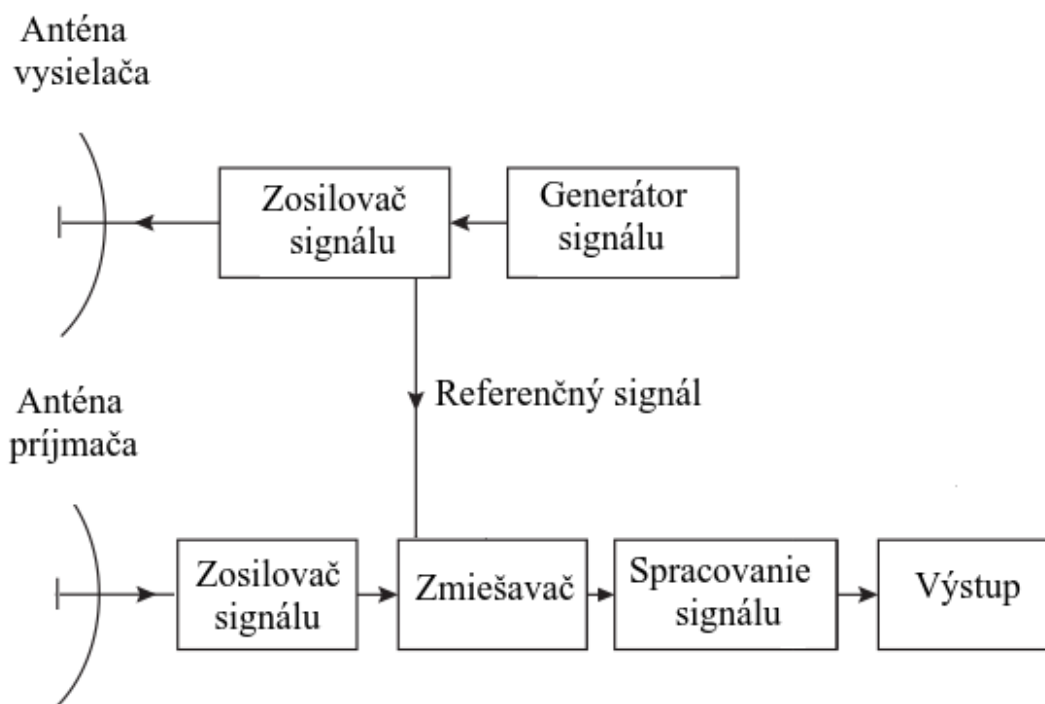 Anténa
vysielača
Zosilovač
signálu
Generátor
signálu
Referenčný signál
Anténa
príjmača
Zosilovač
signálu
Zmiešavač
Spracovanie
signálu
Výstup